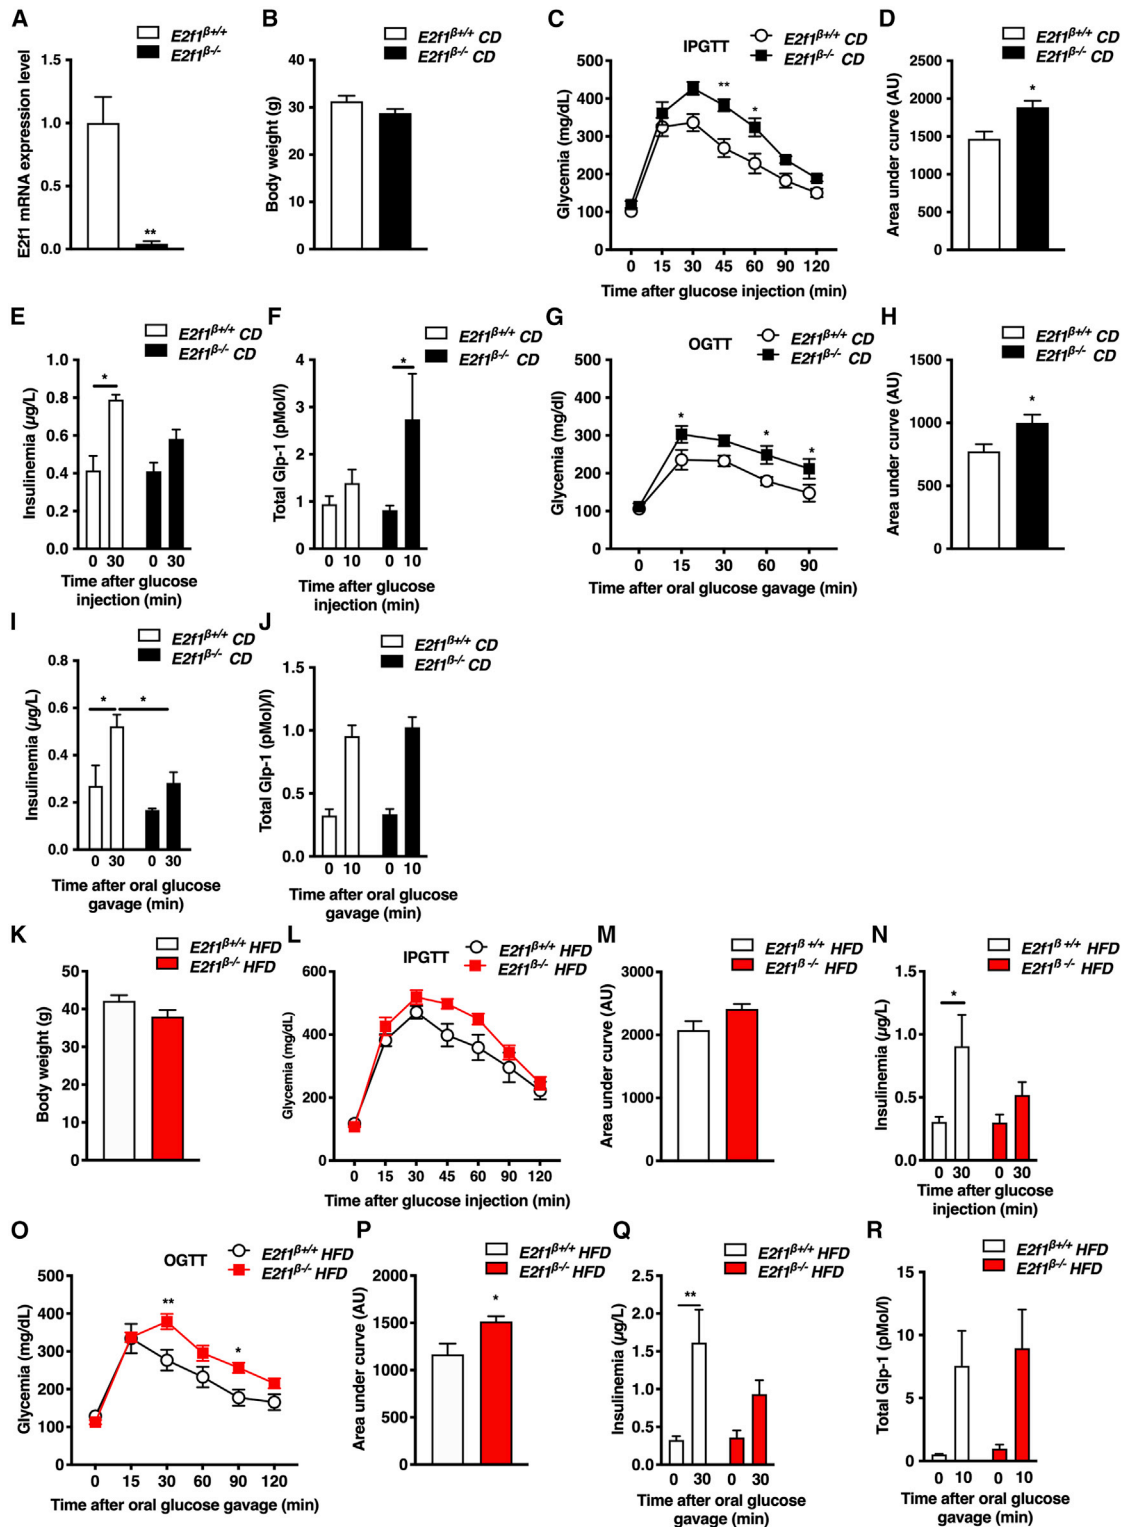 A
E2f1β+/+
E2f1β-/-
E2f1 mRNA expression level
1.5
1.0
0.5
0.0
**
B
E2f1β+/+ CD
E2f1β-/- CD
Body weight (g)
40
30
20
10
0
C
IPGTT
E2f1β+/+ CD
E2f1β-/- CD
Glycemia (mg/dL)
500
400
300
200
100
0
** *
0 15 30 45 60 90 120
Time after glucose injection (min)
D
E2f1β+/+ CD
E2f1β-/- CD
Area under curve (AU)
2500
2000
1500
1000
500
0
*
E
E2f1β+/+ CD
E2f1β-/- CD
Insulinemia (µg/L)
1.0
0.8
0.6
0.4
0.2
0.0
*
0 30 0 30
Time after glucose
injection (min)
F
E2f1β+/+ CD
E2f1β-/- CD
Total Glp-1 (pMol/l)
4
3
2
1
0
*
0 10 0 10
Time after glucose
injection (min)
G
OGTT
E2f1β+/+ CD
E2f1β-/- CD
Glycemia (mg/dl)
500
400
300
200
100
0
* * *
0 15 30 60 90
Time after oral glucose gavage (min)
H
E2f1β+/+ CD
E2f1β-/- CD
Area under curve (AU)
1500
1000
500
0
*
I
E2f1β+/+ CD
E2f1β-/- CD
Insulinemia (µg/L)
0.8
0.6
0.4
0.2
0.0
* *
0 30 0 30
Time after oral glucose
gavage (min)
J
E2f1β+/+ CD
E2f1β-/- CD
Total Glp-1 (pMol)/l)
1.5
1.0
0.5
0.0
0 10 0 10
Time after oral glucose
gavage (min)
K
E2f1β+/+ HFD
E2f1β-/- HFD
Body weight (g)
50
40
30
20
10
0
L
IPGTT
E2f1β+/+ HFD
E2f1β-/- HFD
Glycemia (mg/dL)
600
400
200
0
0 15 30 45 60 90 120
Time after glucose injection (min)
M
E2f1β +/+ HFD
E2f1β -/- HFD
Area under curve (AU)
3000
2000
1000
0
N
E2f1β +/+ HFD
E2f1β -/- HFD
Insulinemia (µg/L)
1.5
1.0
0.5
0.0
*
0 30 0 30
Time after glucose
injection (min)
O
OGTT
E2f1β+/+ HFD
E2f1β-/- HFD
Glycemia (mg/dL)
500
400
300
200
100
0
** *
0 15 30 60 90 120
Time after oral glucose gavage (min)
P
E2f1β+/+ HFD
E2f1β-/- HFD
Area under curve (AU)
2000
1500
1000
500
0
*
Q
E2f1β+/+ HFD
E2f1β-/- HFD
Insulinemia (µg/L)
2.5
2.0
1.5
1.0
0.5
0.0
**
0 30 0 30
Time after oral glucose
gavage (min)
R
E2f1β+/+ HFD
E2f1β-/- HFD
Total Glp-1 (pMol/l)
15
10
5
0
0 10 0 10
Time after oral glucose
gavage (min)